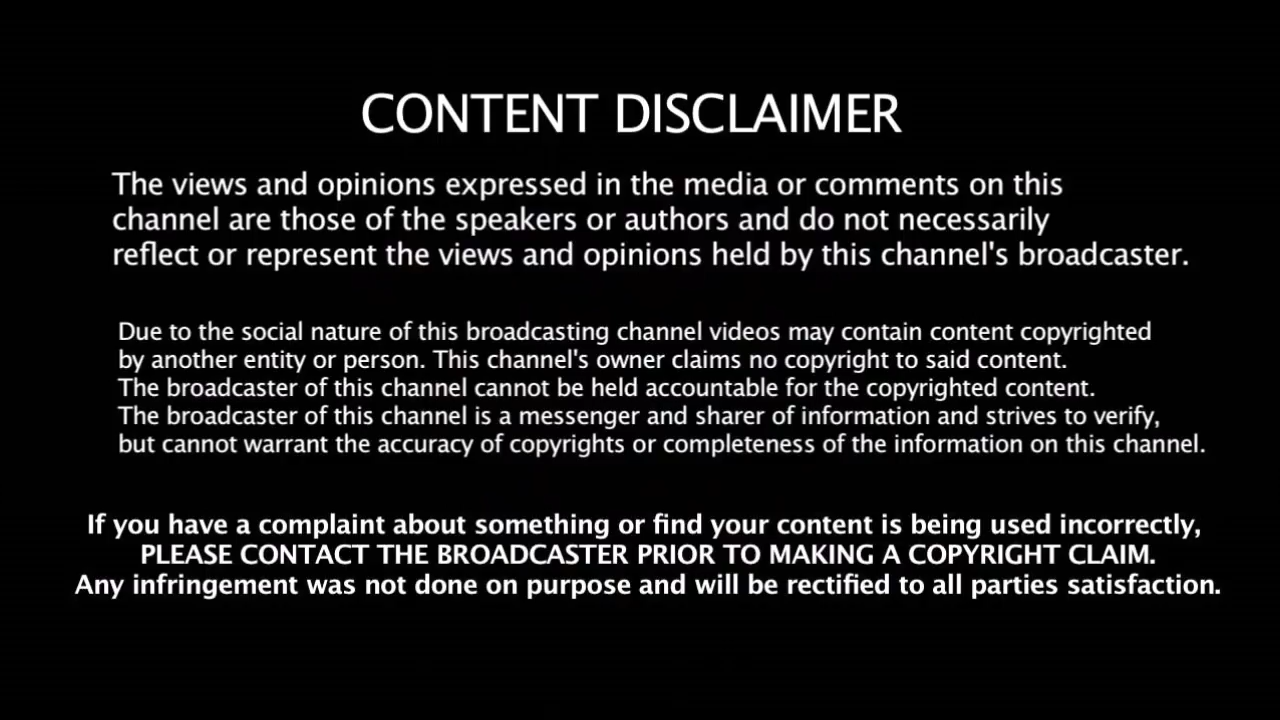 CONTENT DISCLAIMER
The views and opinions expressed in the media or comments on this
channel are those of the speakers or authors and do not necessarily
reflect or represent the views and opinions held by this channel's broadcaster.
Due to the social nature of this broadcasting channel videos may contain content copyrighted
by another entity or person. This channel's owner claims no copyright to said content.
The broadcaster of this channel cannot be held accountable for the copyrighted content.
The broadcaster of this channel is a messenger and sharer of information and strives to verify,
but cannot warrant the accuracy of copyrights or completeness of the information on this channel.
If you have a complaint about something or find your content is being used incorrectly,
PLEASE CONTACT THE BROADCASTER PRIOR TO MAKING A COPYRIGHT CLAIM.
Any infringement was not done on purpose and will be rectified to all parties satisfaction.